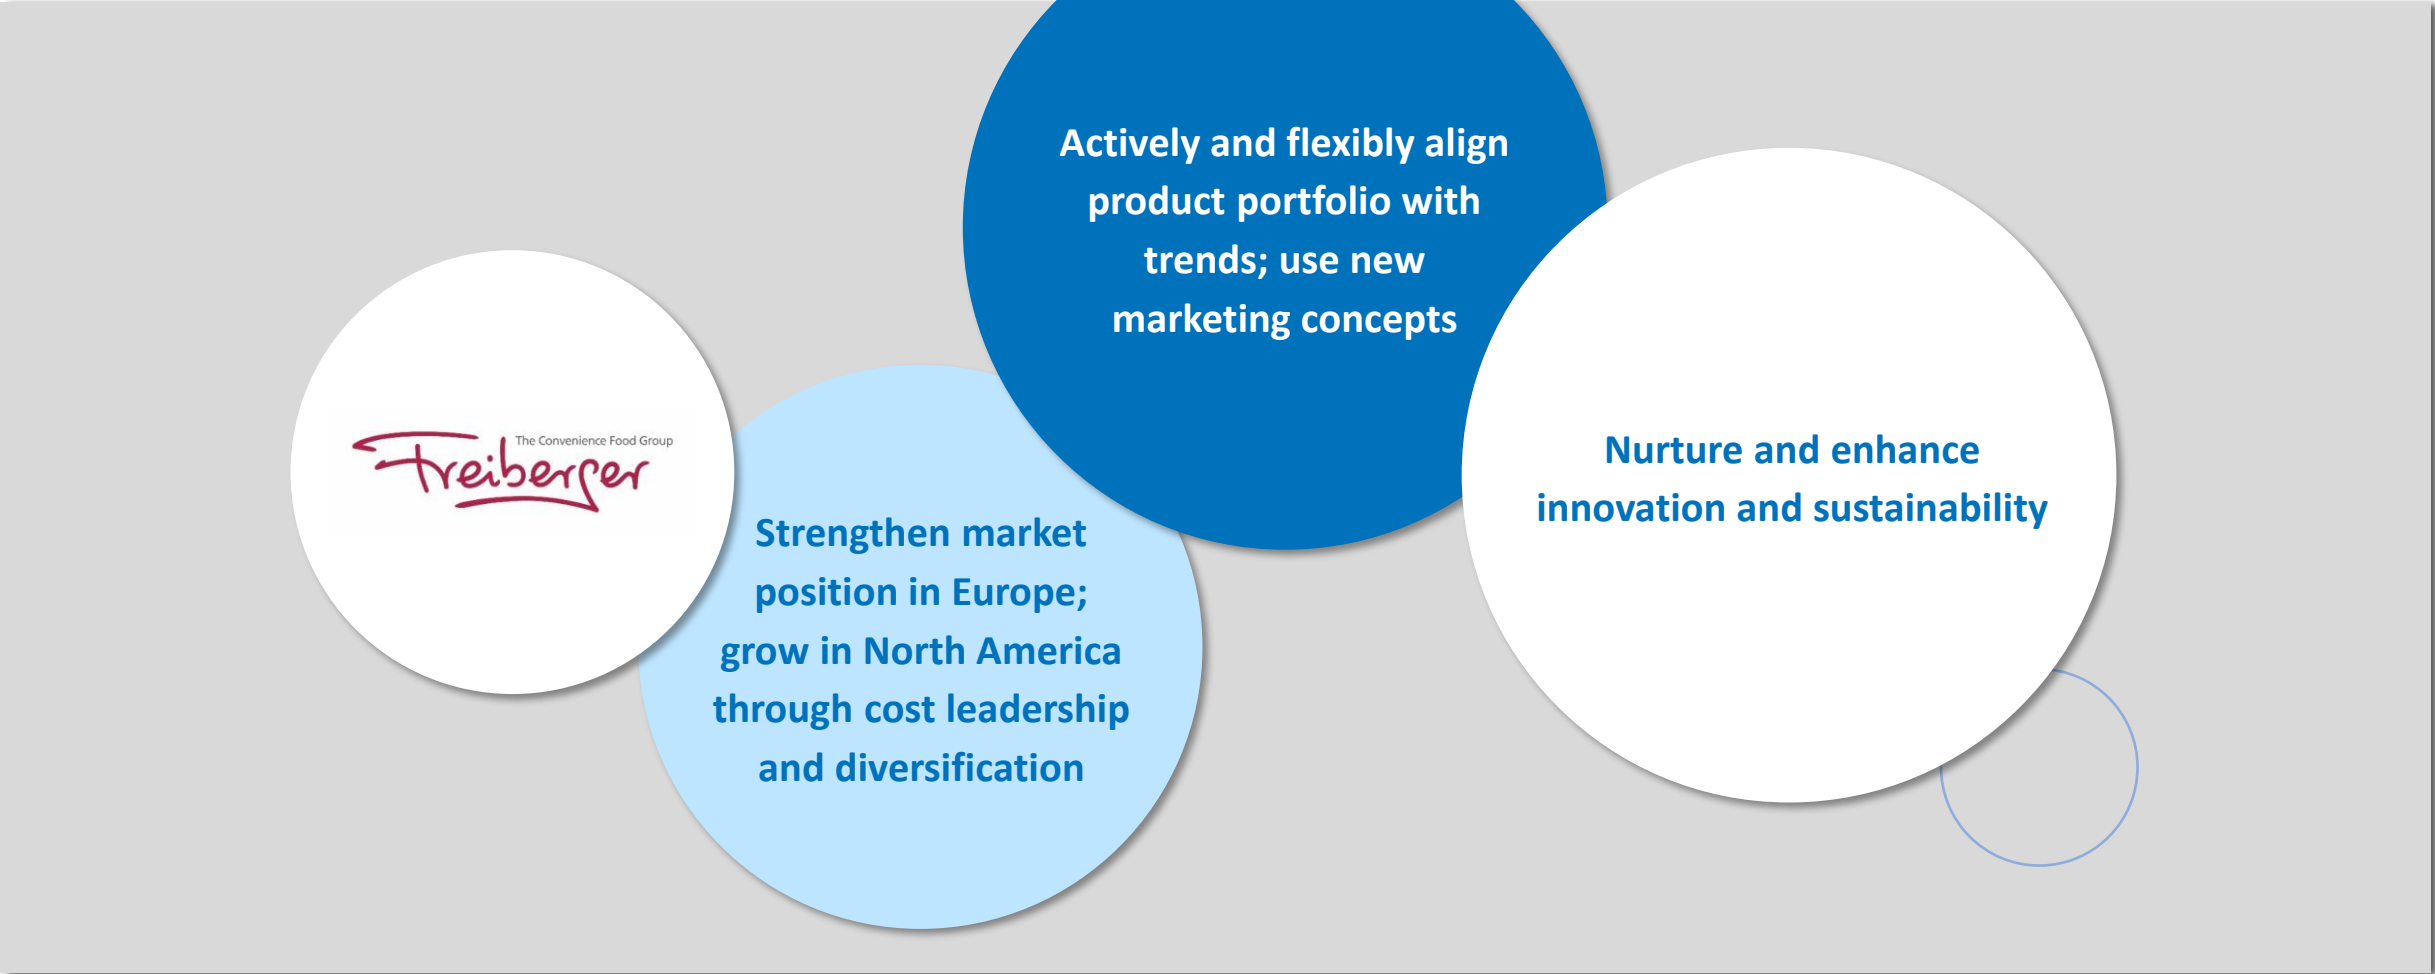 The Convenience Food Group
Freiberger
Strengthen market
position in Europe;
grow in North America
through cost leadership
and diversification
Actively and flexibly align
product portfolio with
trends; use new
marketing concepts
Nurture and enhance
innovation and sustainability